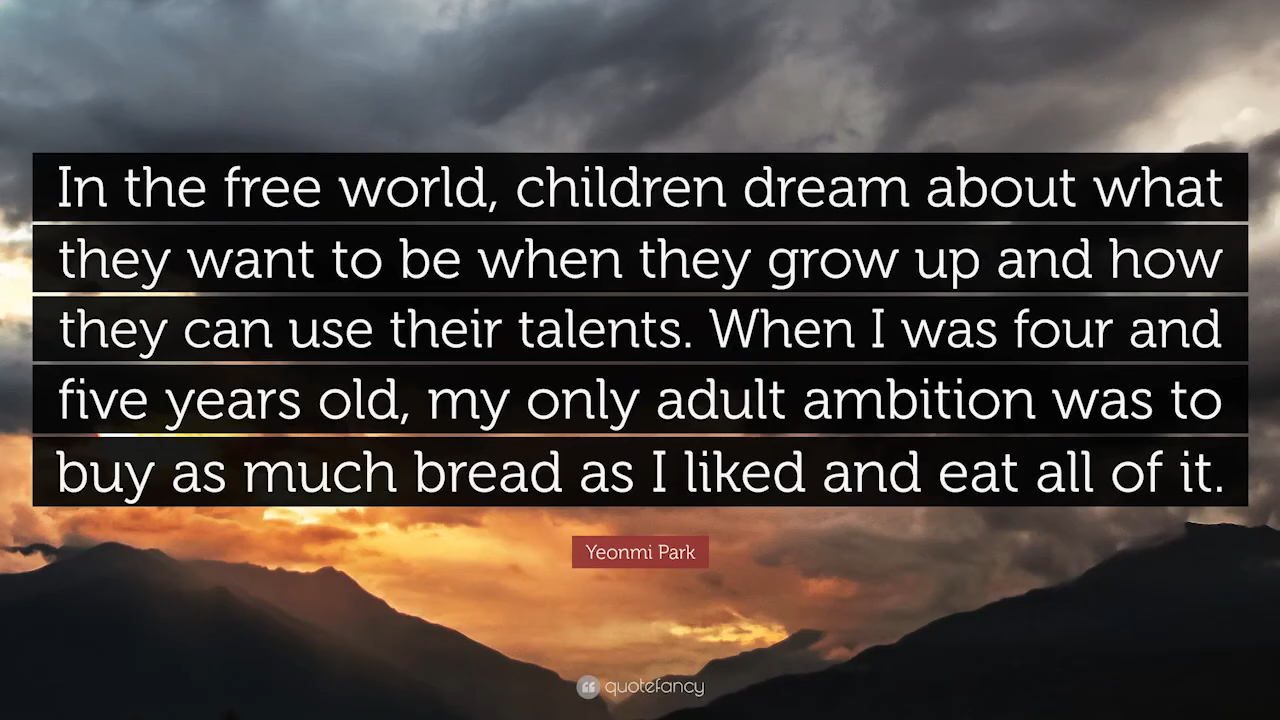 In the free world, children dream about what
they want to be when they grow up and how
they can use their talents. When I was four and
five years old, my only adult ambition was to
buy as much bread as I liked and eat all of it.
Yeonmi Park
quotefancy